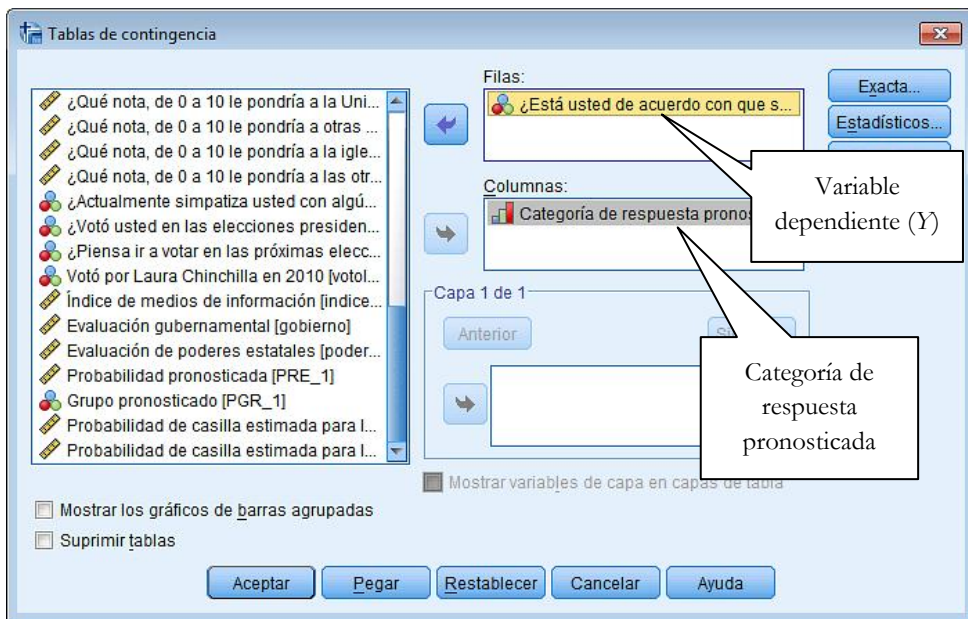 Tablas de contingencia
¿Qué nota, de 0 a 10 le pondría a la Uni...
¿Qué nota, de 0 a 10 le pondría a otras ...
¿Qué nota, de 0 a 10 le pondría a la igle...
¿Qué nota, de 0 a 10 le pondría a las otr...
¿Actualmente simpatiza usted con algú...
¿Votó usted en las elecciones presiden...
¿Piensa ir a votar en las próximas elecc...
Votó por Laura Chinchilla en 2010 [votol...
Índice de medios de información [indice...
Evaluación gubernamental [gobierno]
Evaluación de poderes estatales [poder...
Probabilidad pronosticada [PRE_1]
Grupo pronosticado [PGR_1]
Probabilidad de casilla estimada para l...
Probabilidad de casilla estimada para l...
Mostrar los gráficos de barras agrupadas
Suprimir tablas
Filas:
¿Está usted de acuerdo con que s...
Columnas:
Categoría de respuesta prono
Capa 1 de 1
Anterior
Mostrar variables de capa en capas de tabla
Exacta...
Estadísticos...
Variable
dependiente (Y)
Categoría de
respuesta
pronosticada
Aceptar
Pegar
Restablecer
Cancelar
Ayuda